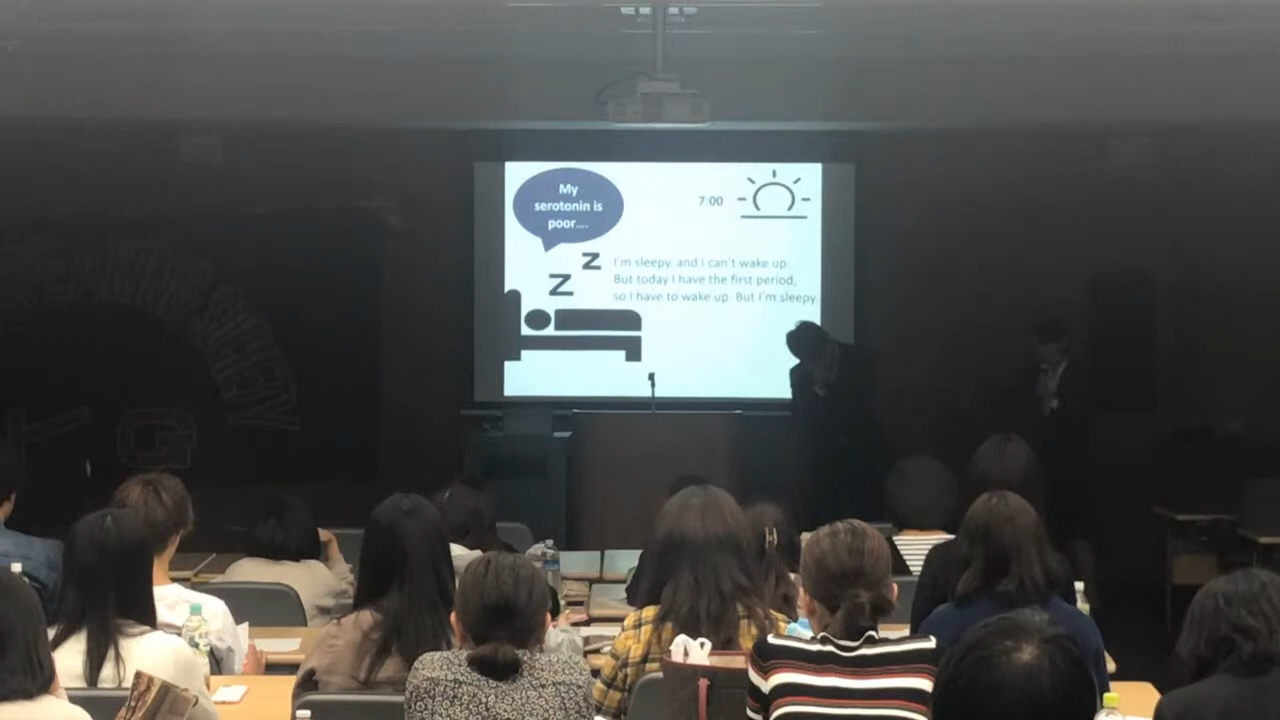 My
serotonin is
poor....
7:00
Z
Z
I'm sleepy, and I can't wake up.
But today I have the first period,
so I have to wake up. But I'm sleepy.
SOCIETY
G